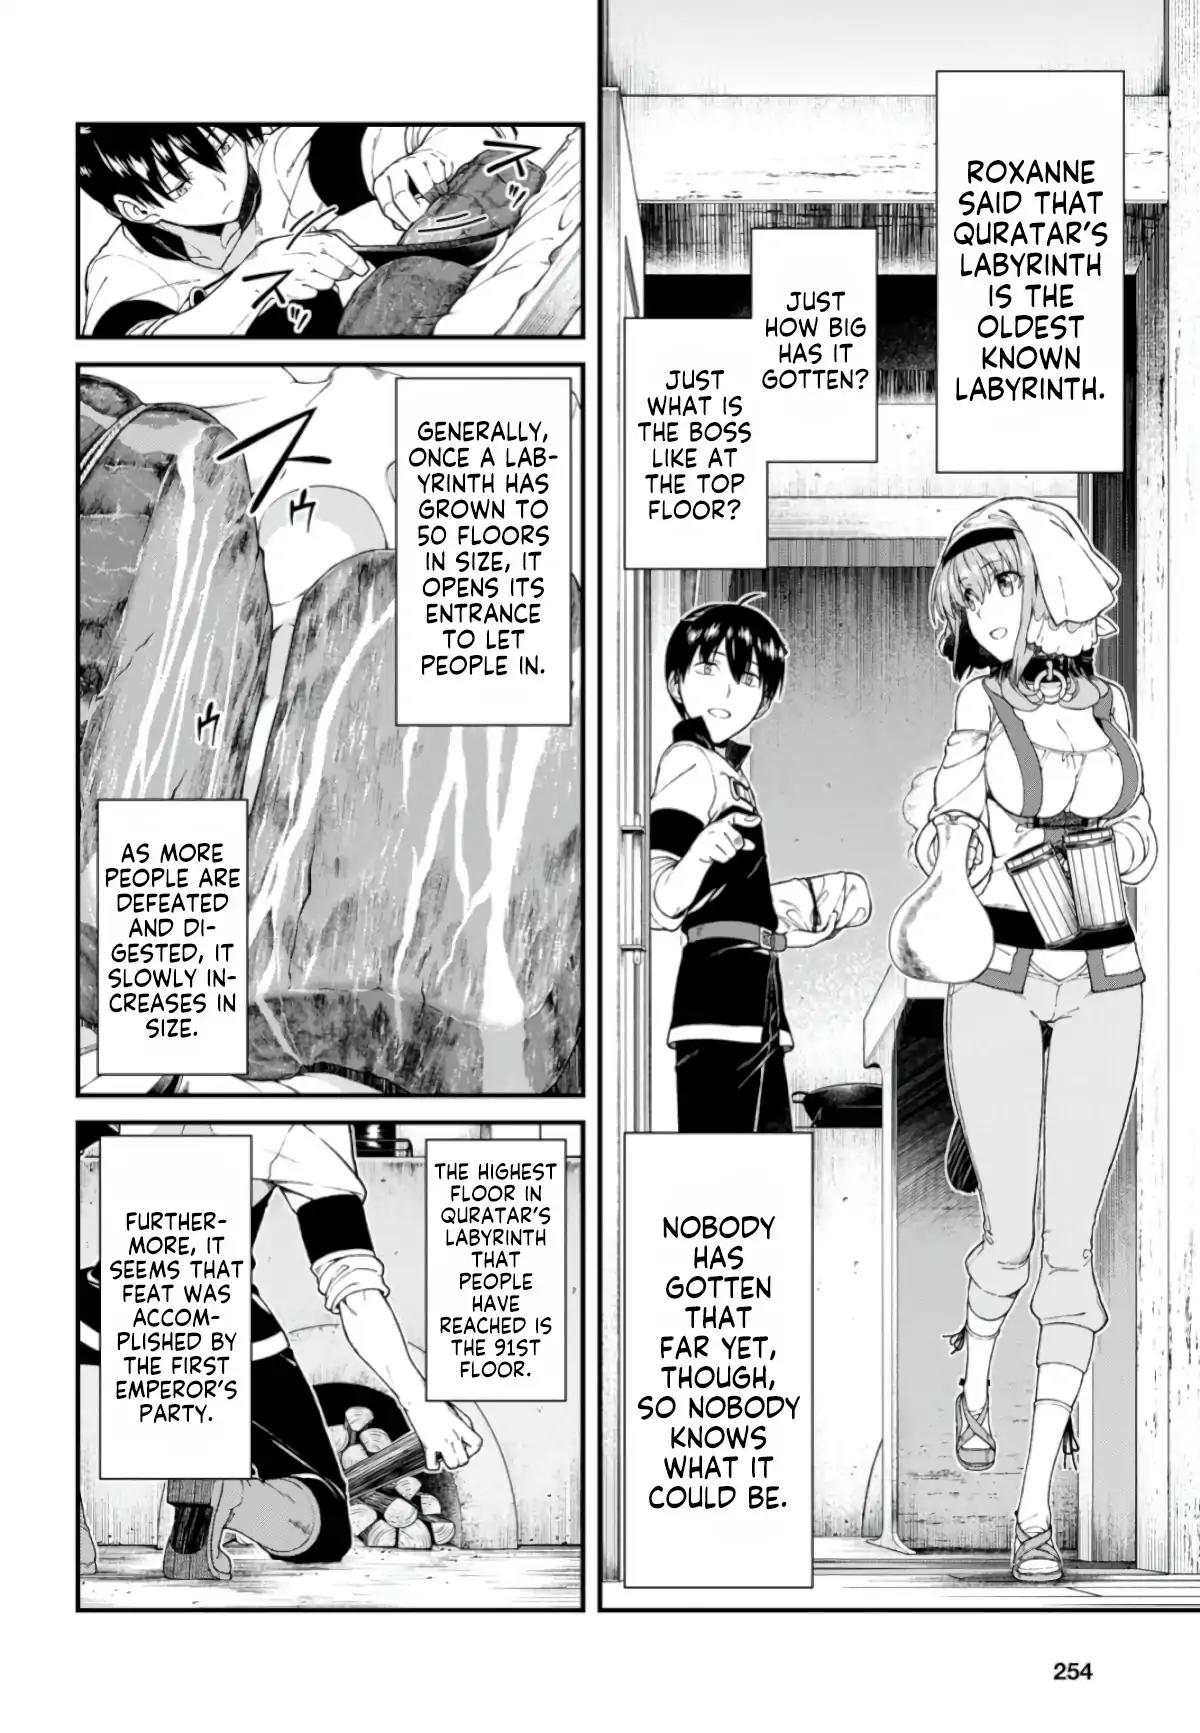 ROXANNE
SAID THAT
QURATAR'S
LABYRINTH
IS THE
OLDEST
KNOWN
LABYRINTH.
JUST
HOW BIG
HAS IT
GOTTEN?
JUST
WHAT IS
THE BOSS
LIKE AT
THE TOP
FLOOR?
NOBODY
HAS
GOTTEN
THAT
FAR YET,
THOUGH,
SO NOBODY
KNOWS
WHAT IT
COULD BE.
GENERALLY,
ONCE A LAB-
YRINTH HAS
GROWN TO
50 FLOORS
IN SIZE, IT
OPENS ITS
ENTRANCE
TO LET
PEOPLE IN.
ウ
ウ
AS MORE
PEOPLE ARE
DEFEATED
AND DI-
GESTED, IT
SLOWLY IN-
CREASES IN
SIZE.
THE HIGHEST
FLOOR IN
QURATAR'S
LABYRINTH
THAT
PEOPLE
HAVE
REACHED IS
THE 91ST
FLOOR.
FURTHER-
MORE, IT
SEEMS THAT
FEAT WAS
ACCOM-
PLISHED BY
THE FIRST
EMPEROR'S
PARTY.
254